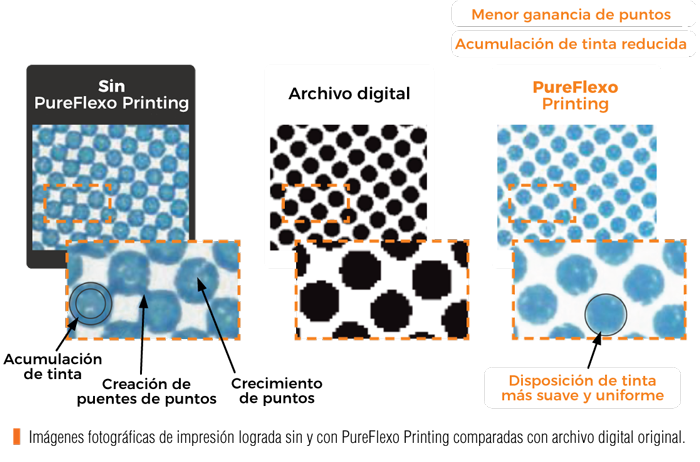 Menor ganancia de puntos
Acumulación de tinta reducida
Sin
PureFlexo Printing
Archivo digital
PureFlexo
Printing
Acumulación
de tinta
Creación de
puentes de puntos
Crecimiento
de puntos
Disposición de tinta
más suave y uniforme
Imágenes fotográficas de impresión lograda sin y con PureFlexo Printing comparadas con archivo digital original.